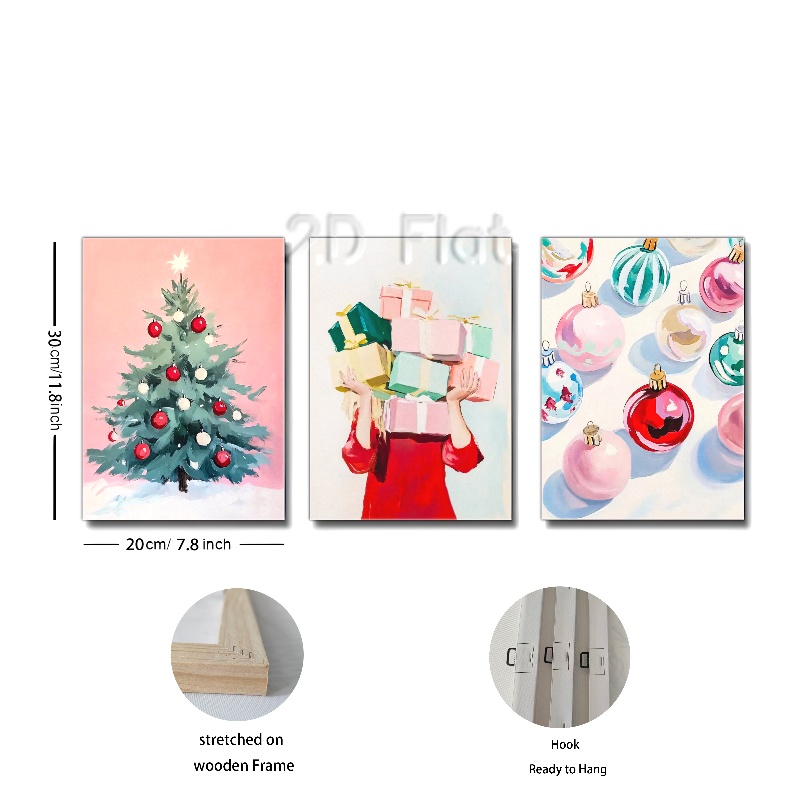 2D Flat
30cm/11.8inch
20cm/ 7.8 inch
stretched on
wooden Frame
Hook
Ready to Hang